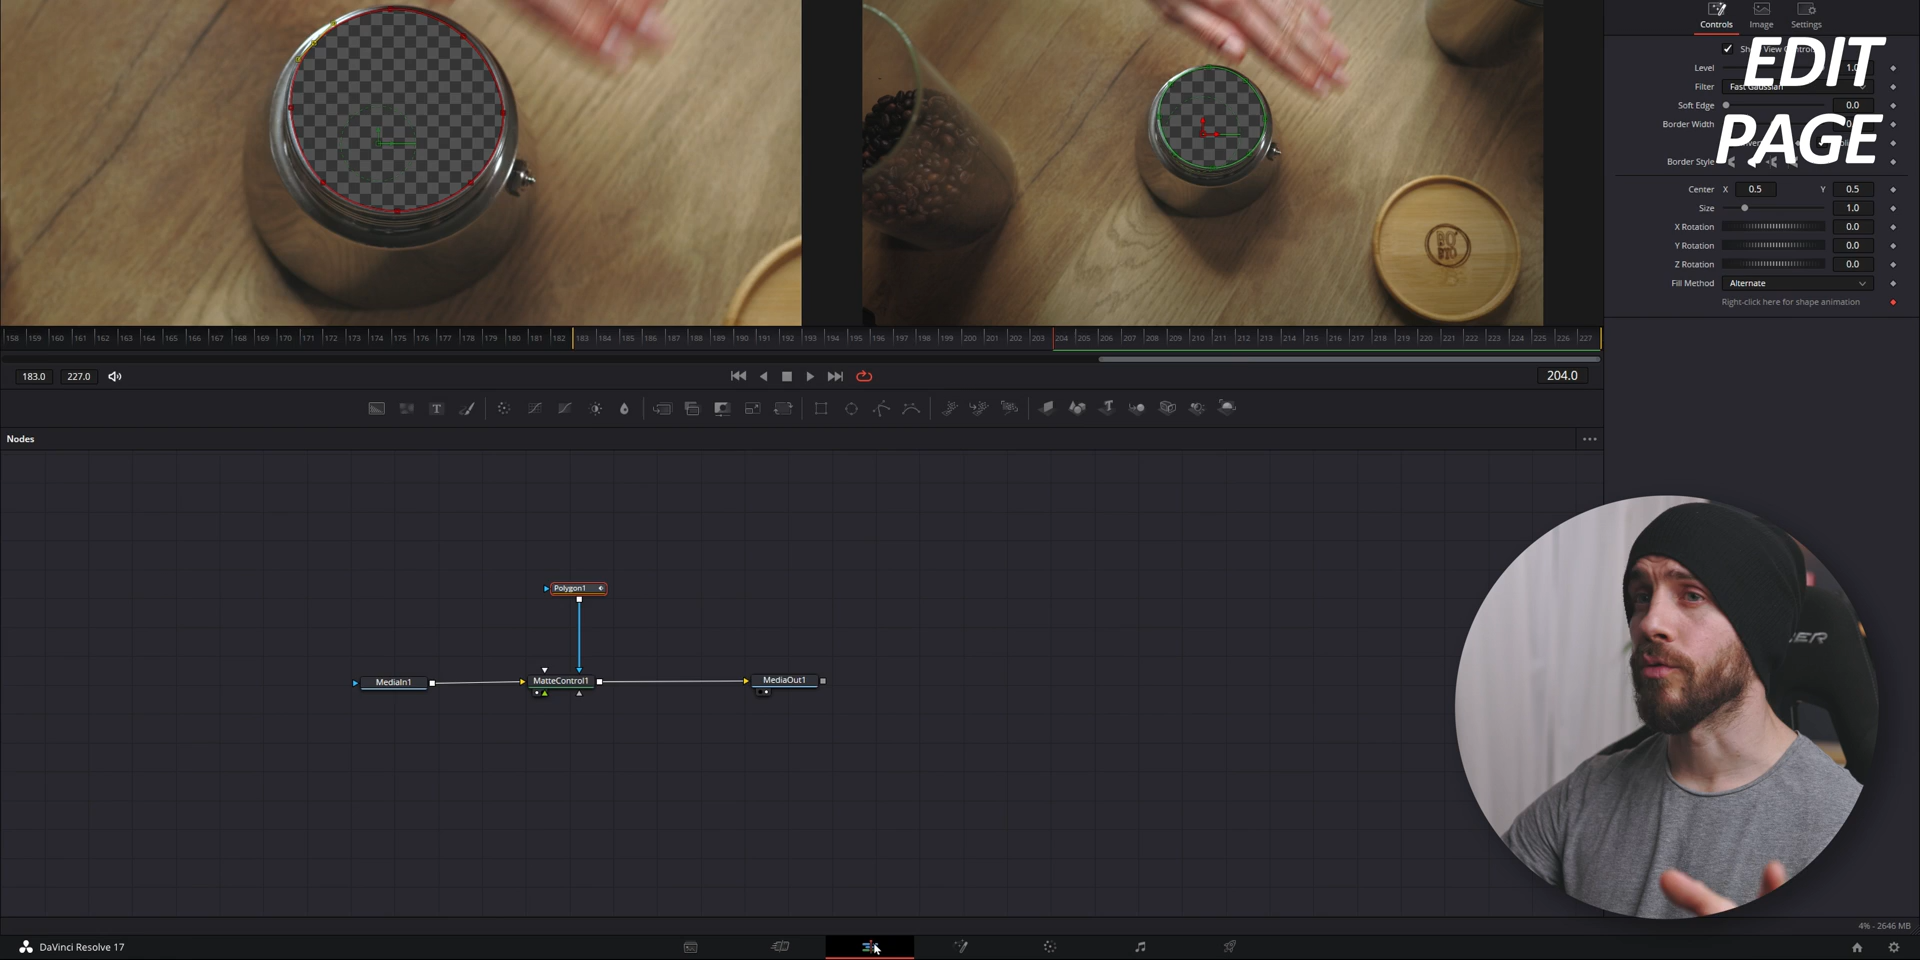 Controls Image Settings
EDIT
PAGE
Level
Filter Fast Gaussian
Soft Edge 0.0
Border Width
Border Style
Center X 0.5 Y 0.5
Size 1.0
X Rotation 0.0
Y Rotation 0.0
Z Rotation 0.0
Fill Method Alternate
Right-click here for shape animation
158 159 160 161 162 163 164 165 166 167 168 169 170 171 172 173 174 175 176 177 178 179 180 181 182 183 184 185 186 187 188 189 190 191 192 193 194 195 196 197 198 199 200 201 202 203 204 205 206 207 208 209 210 211 212 213 214 215 216 217 218 219 220 221 222 223 224 225 226 227
183.0 227.0 204.0
Nodes
Polygon1
MediaIn1 MatteControl1 MediaOut1
4% - 2646 MB
DaVinci Resolve 17